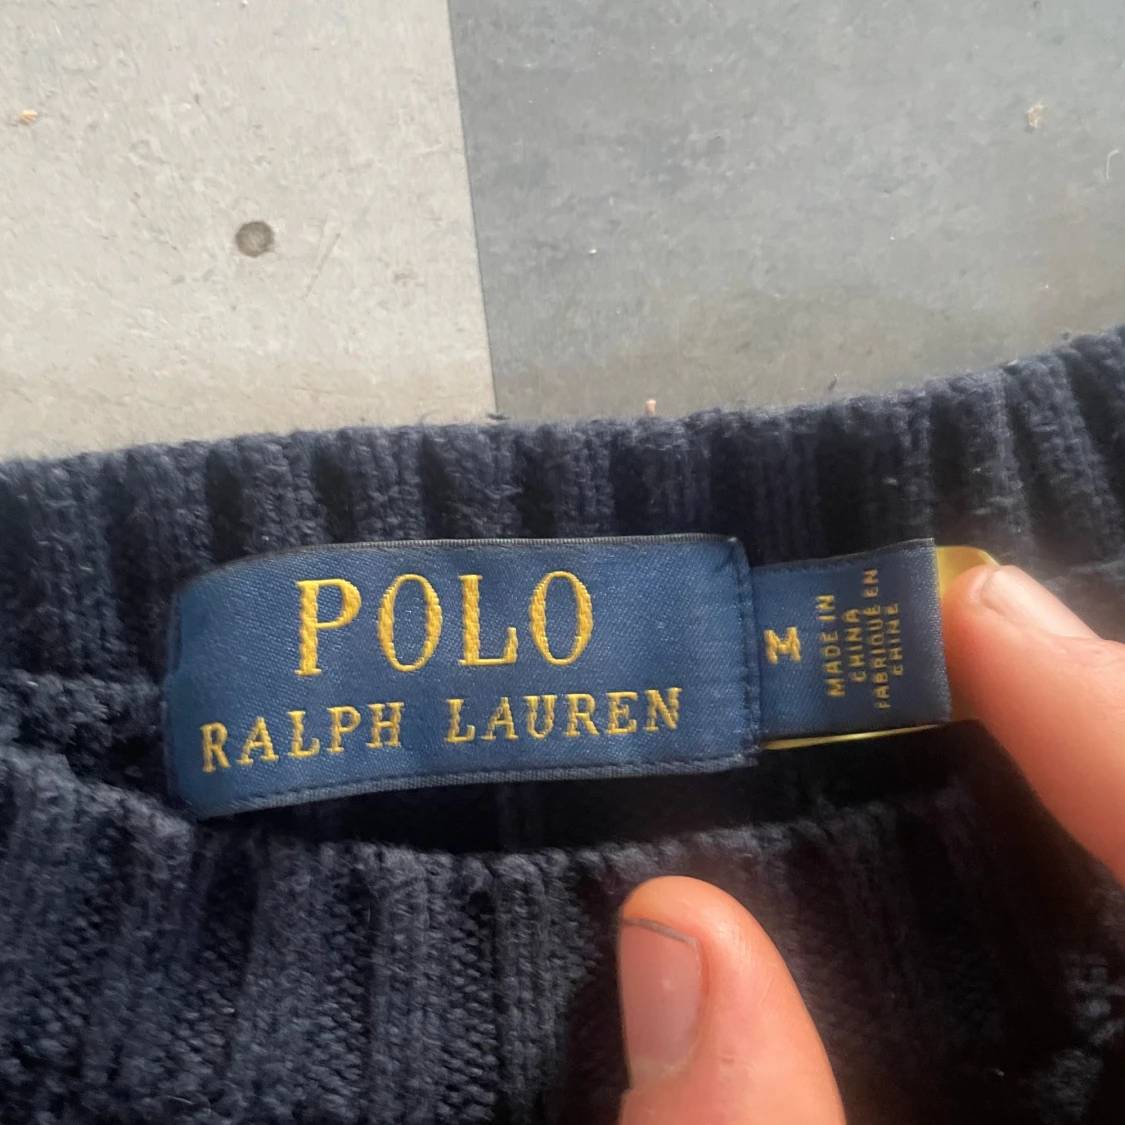 POLO
RALPH LAUREN
M
MADE IN
CHINA
FABRIQUÉ EN
CHINE